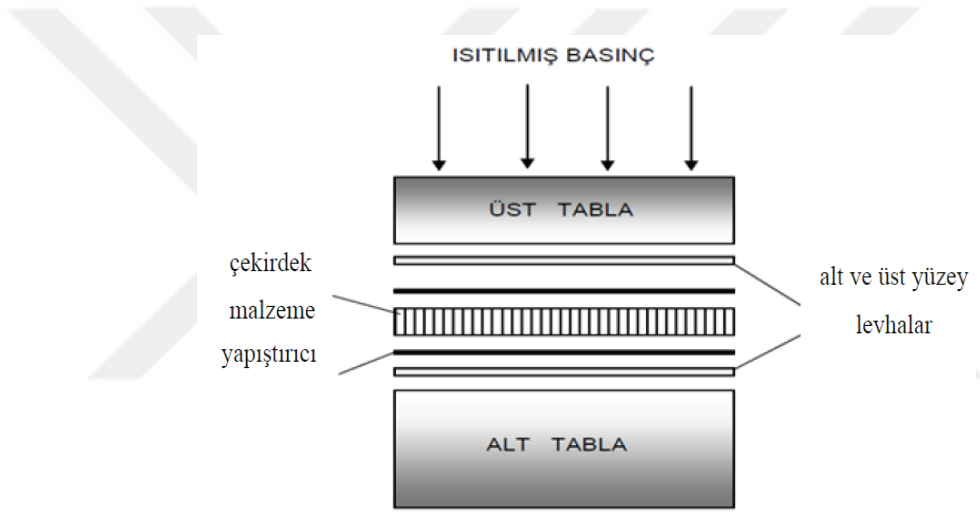 ISITILMIŞ BASINÇ
ÜST TABLA
çekirdek
malzeme
yapıştırıcı
alt ve üst yüzey
levhalar
ALT TABLA